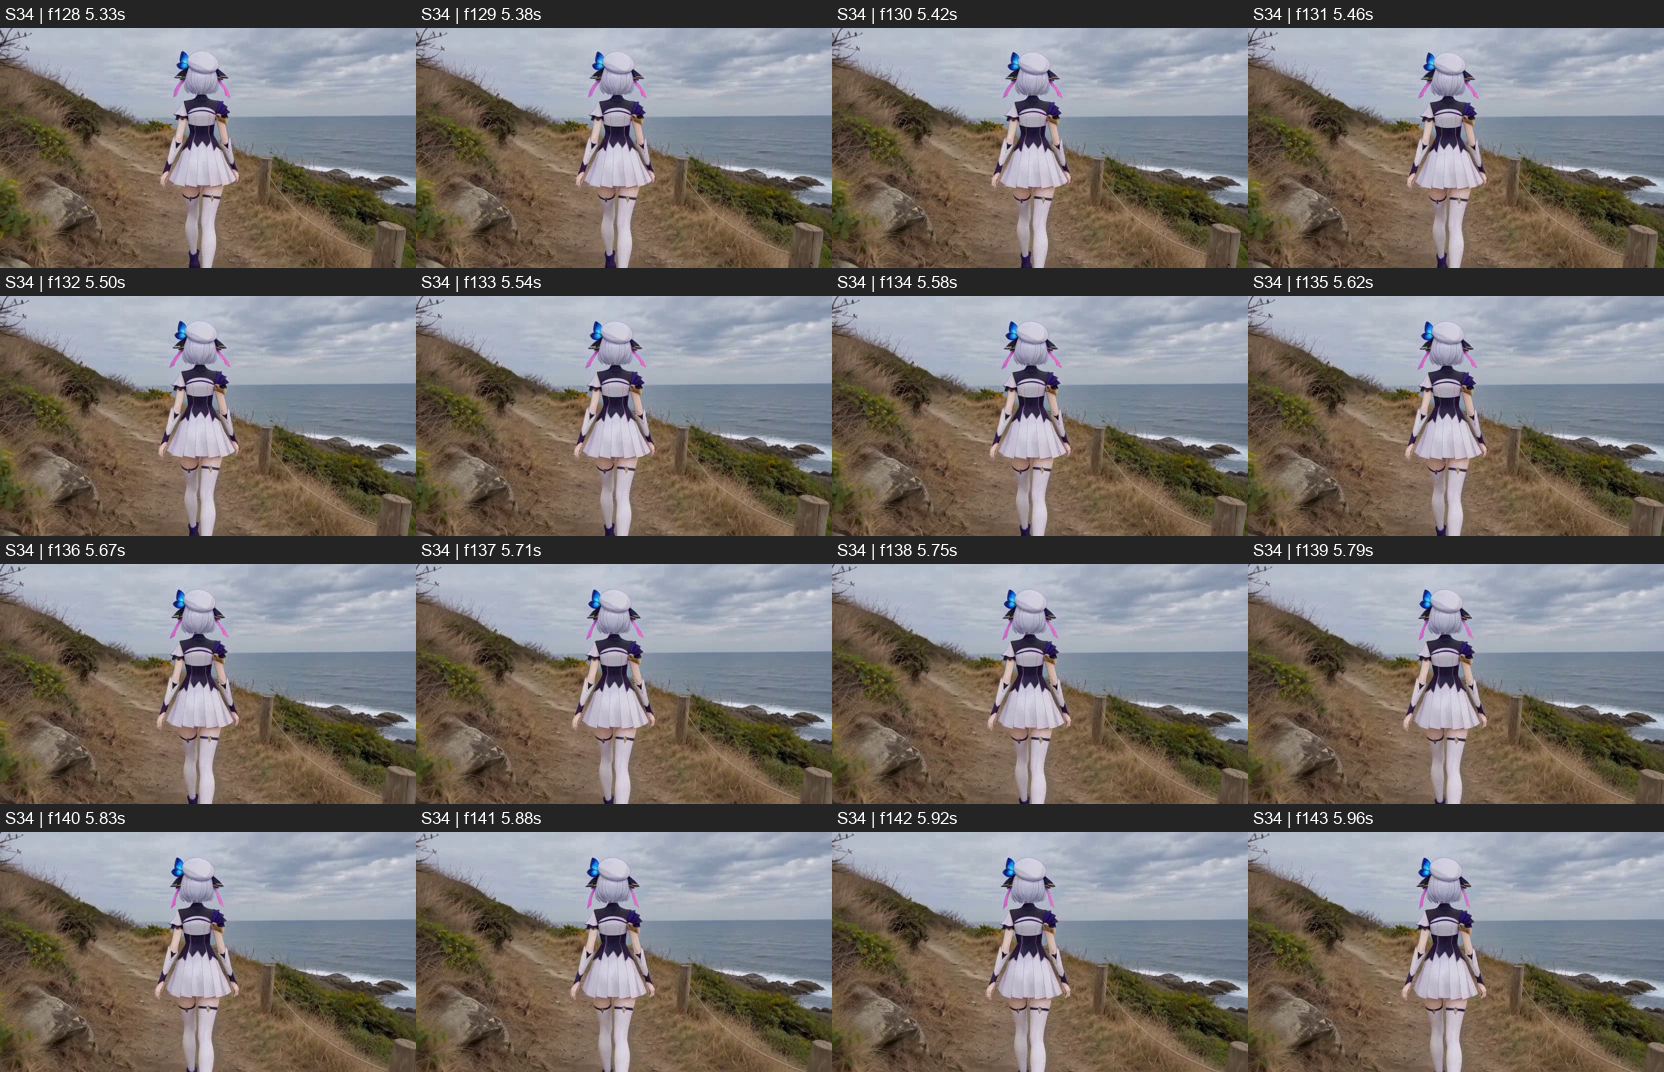 S34 | f128 5.33s
S34 | f129 5.38s
S34 | f130 5.42s
S34 | f131 5.46s
S34 | f132 5.50s
S34 | f133 5.54s
S34 | f134 5.58s
S34 | f135 5.62s
S34 | f136 5.67s
S34 | f137 5.71s
S34 | f138 5.75s
S34 | f139 5.79s
S34 | f140 5.83s
S34 | f141 5.88s
S34 | f142 5.92s
S34 | f143 5.96s